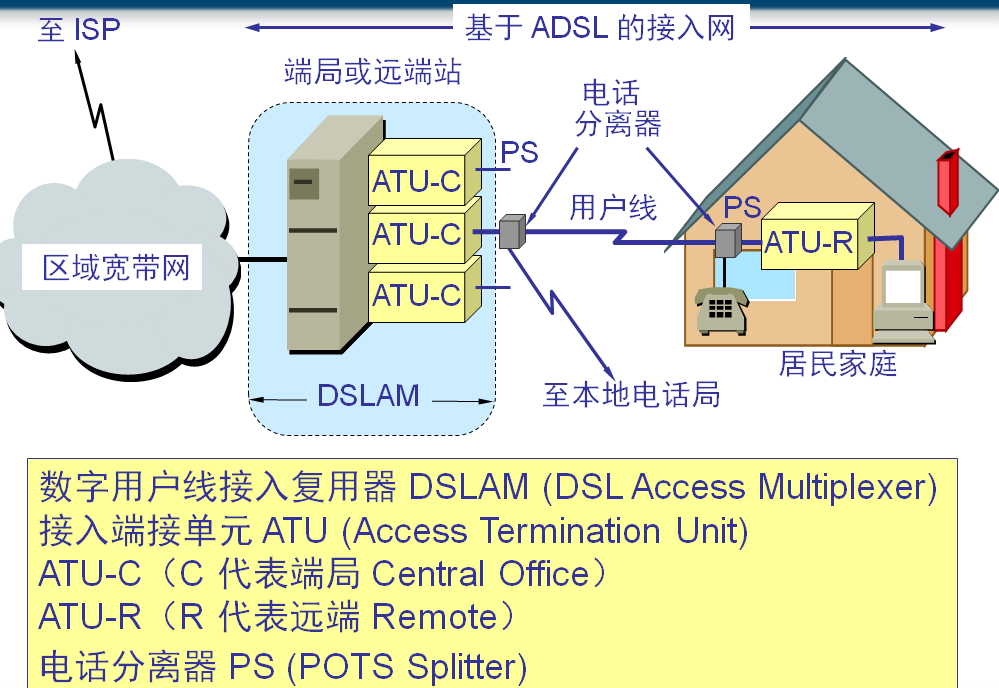 至 ISP
基于 ADSL 的接入网
端局或远端站
电话
分离器
PS
ATU-C
用户线
PS
ATU-C
ATU-R
区域宽带网
ATU-C
居民家庭
DSLAM
至本地电话局
数字用户线接入复用器 DSLAM (DSL Access Multiplexer)
接入端接单元 ATU (Access Termination Unit)
ATU-C（C 代表端局 Central Office）
ATU-R（R 代表远端 Remote）
电话分离器 PS (POTS Splitter)